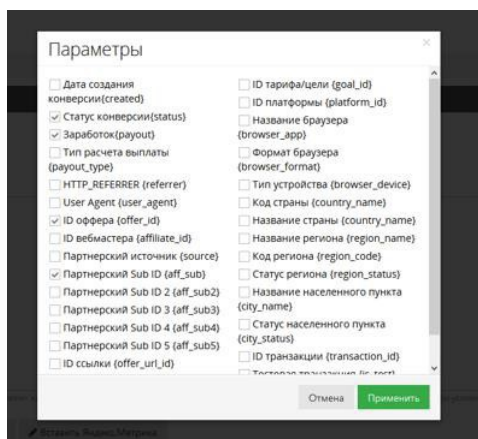 Параметры
×
Дата создания
конверсии{created}
Статус конверсии{status}
Заработок{payout}
Тип расчета выплаты
{payout_type}
HTTP_REFERRER {referrer}
User Agent {user_agent}
ID оффера {offer_id}
ID вебмастера {affiliate_id}
Партнерский источник {source}
Партнерский Sub ID {aff_sub}
Партнерский Sub ID 2 {aff_sub2}
Партнерский Sub ID 3 {aff_sub3}
Партнерский Sub ID 4 {aff_sub4}
Партнерский Sub ID 5 {aff_sub5}
ID ссылки {offer_url_id}
ID тарифа/цели {goal_id}
ID платформы {platform_id}
Название браузера
{browser_app}
Формат браузера
{browser_format}
Тип устройства {browser_device}
Код страны {country_name}
Название страны {country_name}
Название региона {region_name}
Код региона {region_code}
Статус региона {region_status}
Название населенного пункта
{city_name}
Статус населенного пункта
{city_status}
ID транзакции {transaction_id}
Тестовая транзакция {is_test}
Отмена
Применить
Вставить Яндекс.Метрика